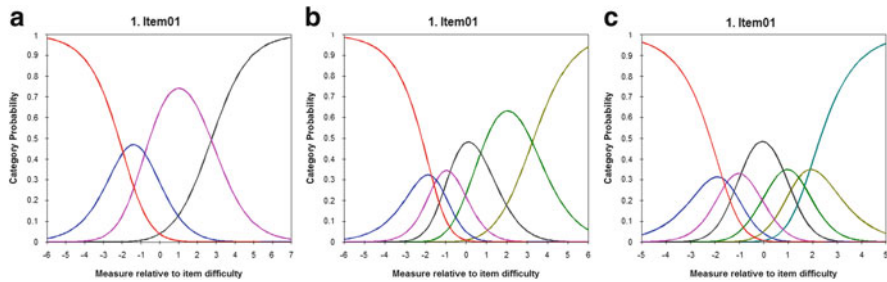 a
1. Item01
Category Probability
1
0.9
0.8
0.7
0.6
0.5
0.4
0.3
0.2
0.1
0
-6 -5 -4 -3 -2 -1 0 1 2 3 4 5 6 7
Measure relative to item difficulty
b
1. Item01
Category Probability
1
0.9
0.8
0.7
0.6
0.5
0.4
0.3
0.2
0.1
0
-6 -5 -4 -3 -2 -1 0 1 2 3 4 5 6
Measure relative to item difficulty
c
1. Item01
Category Probability
1
0.9
0.8
0.7
0.6
0.5
0.4
0.3
0.2
0.1
0
-5 -4 -3 -2 -1 0 1 2 3 4 5
Measure relative to item difficulty